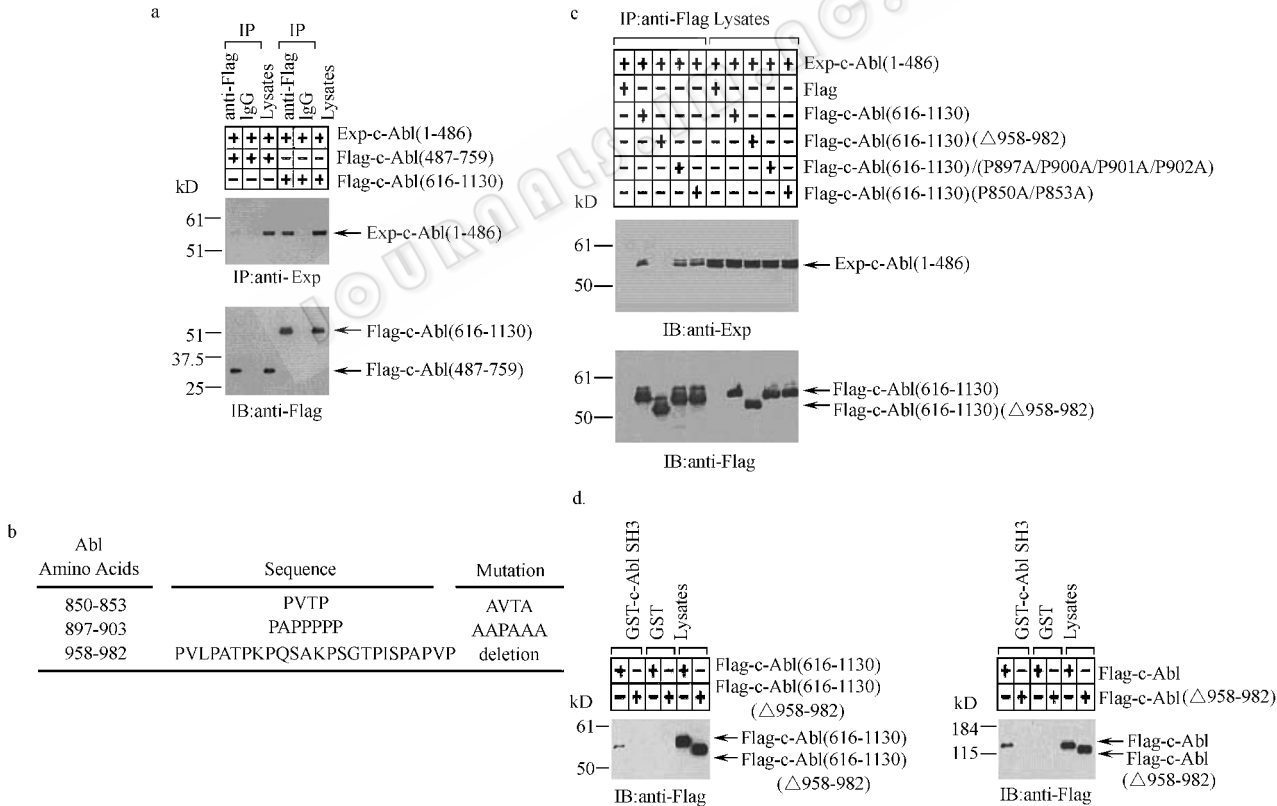 a
IP
IP
anti-Flag
IgG
Lysates
anti-Flag
IgG
Lysates
+ + + + + + Exp-c-Abl(1-486)
+ + + − − − Flag-c-Abl(487-759)
− − − + + + Flag-c-Abl(616-1130)
kD
61
51
Exp-c-Abl(1-486)
IP:anti-Exp
51
37.5
25
Flag-c-Abl(616-1130)
Flag-c-Abl(487-759)
IB:anti-Flag
c
IP:anti-Flag Lysates
+ + + + + + + + + + Exp-c-Abl(1-486)
+ − − − − + − − − − Flag
− + − − − − + − − − Flag-c-Abl(616-1130)
− − + − − − − + − − Flag-c-Abl(616-1130)(△958-982)
− − − + − − − − + − Flag-c-Abl(616-1130)/(P897A/P900A/P901A/P902A)
− − − − + − − − − + Flag-c-Abl(616-1130)(P850A/P853A)
kD
61
50
Exp-c-Abl(1-486)
IB:anti-Exp
61
50
Flag-c-Abl(616-1130)
Flag-c-Abl(616-1130)(△958-982)
IB:anti-Flag
b
Abl
Amino Acids Sequence Mutation
850-853 PVTP AVTA
897-903 PAPPPPP AAPAAA
958-982 PVLPATPKPQSAKPSGTPISPAPVP deletion
d.
GST-c-Abl SH3
GST
Lysates
+ − + − + − Flag-c-Abl(616-1130)
− + − + − + Flag-c-Abl(616-1130)
(△958-982)
kD
61
50
Flag-c-Abl(616-1130)
Flag-c-Abl(616-1130)
(△958-982)
IB:anti-Flag
GST-c-Abl SH3
GST
Lysates
+ − + − + − Flag-c-Abl
− + − + − + Flag-c-Abl(△958-982)
kD
184
115
Flag-c-Abl
Flag-c-Abl
(△958-982)
IB:anti-Flag